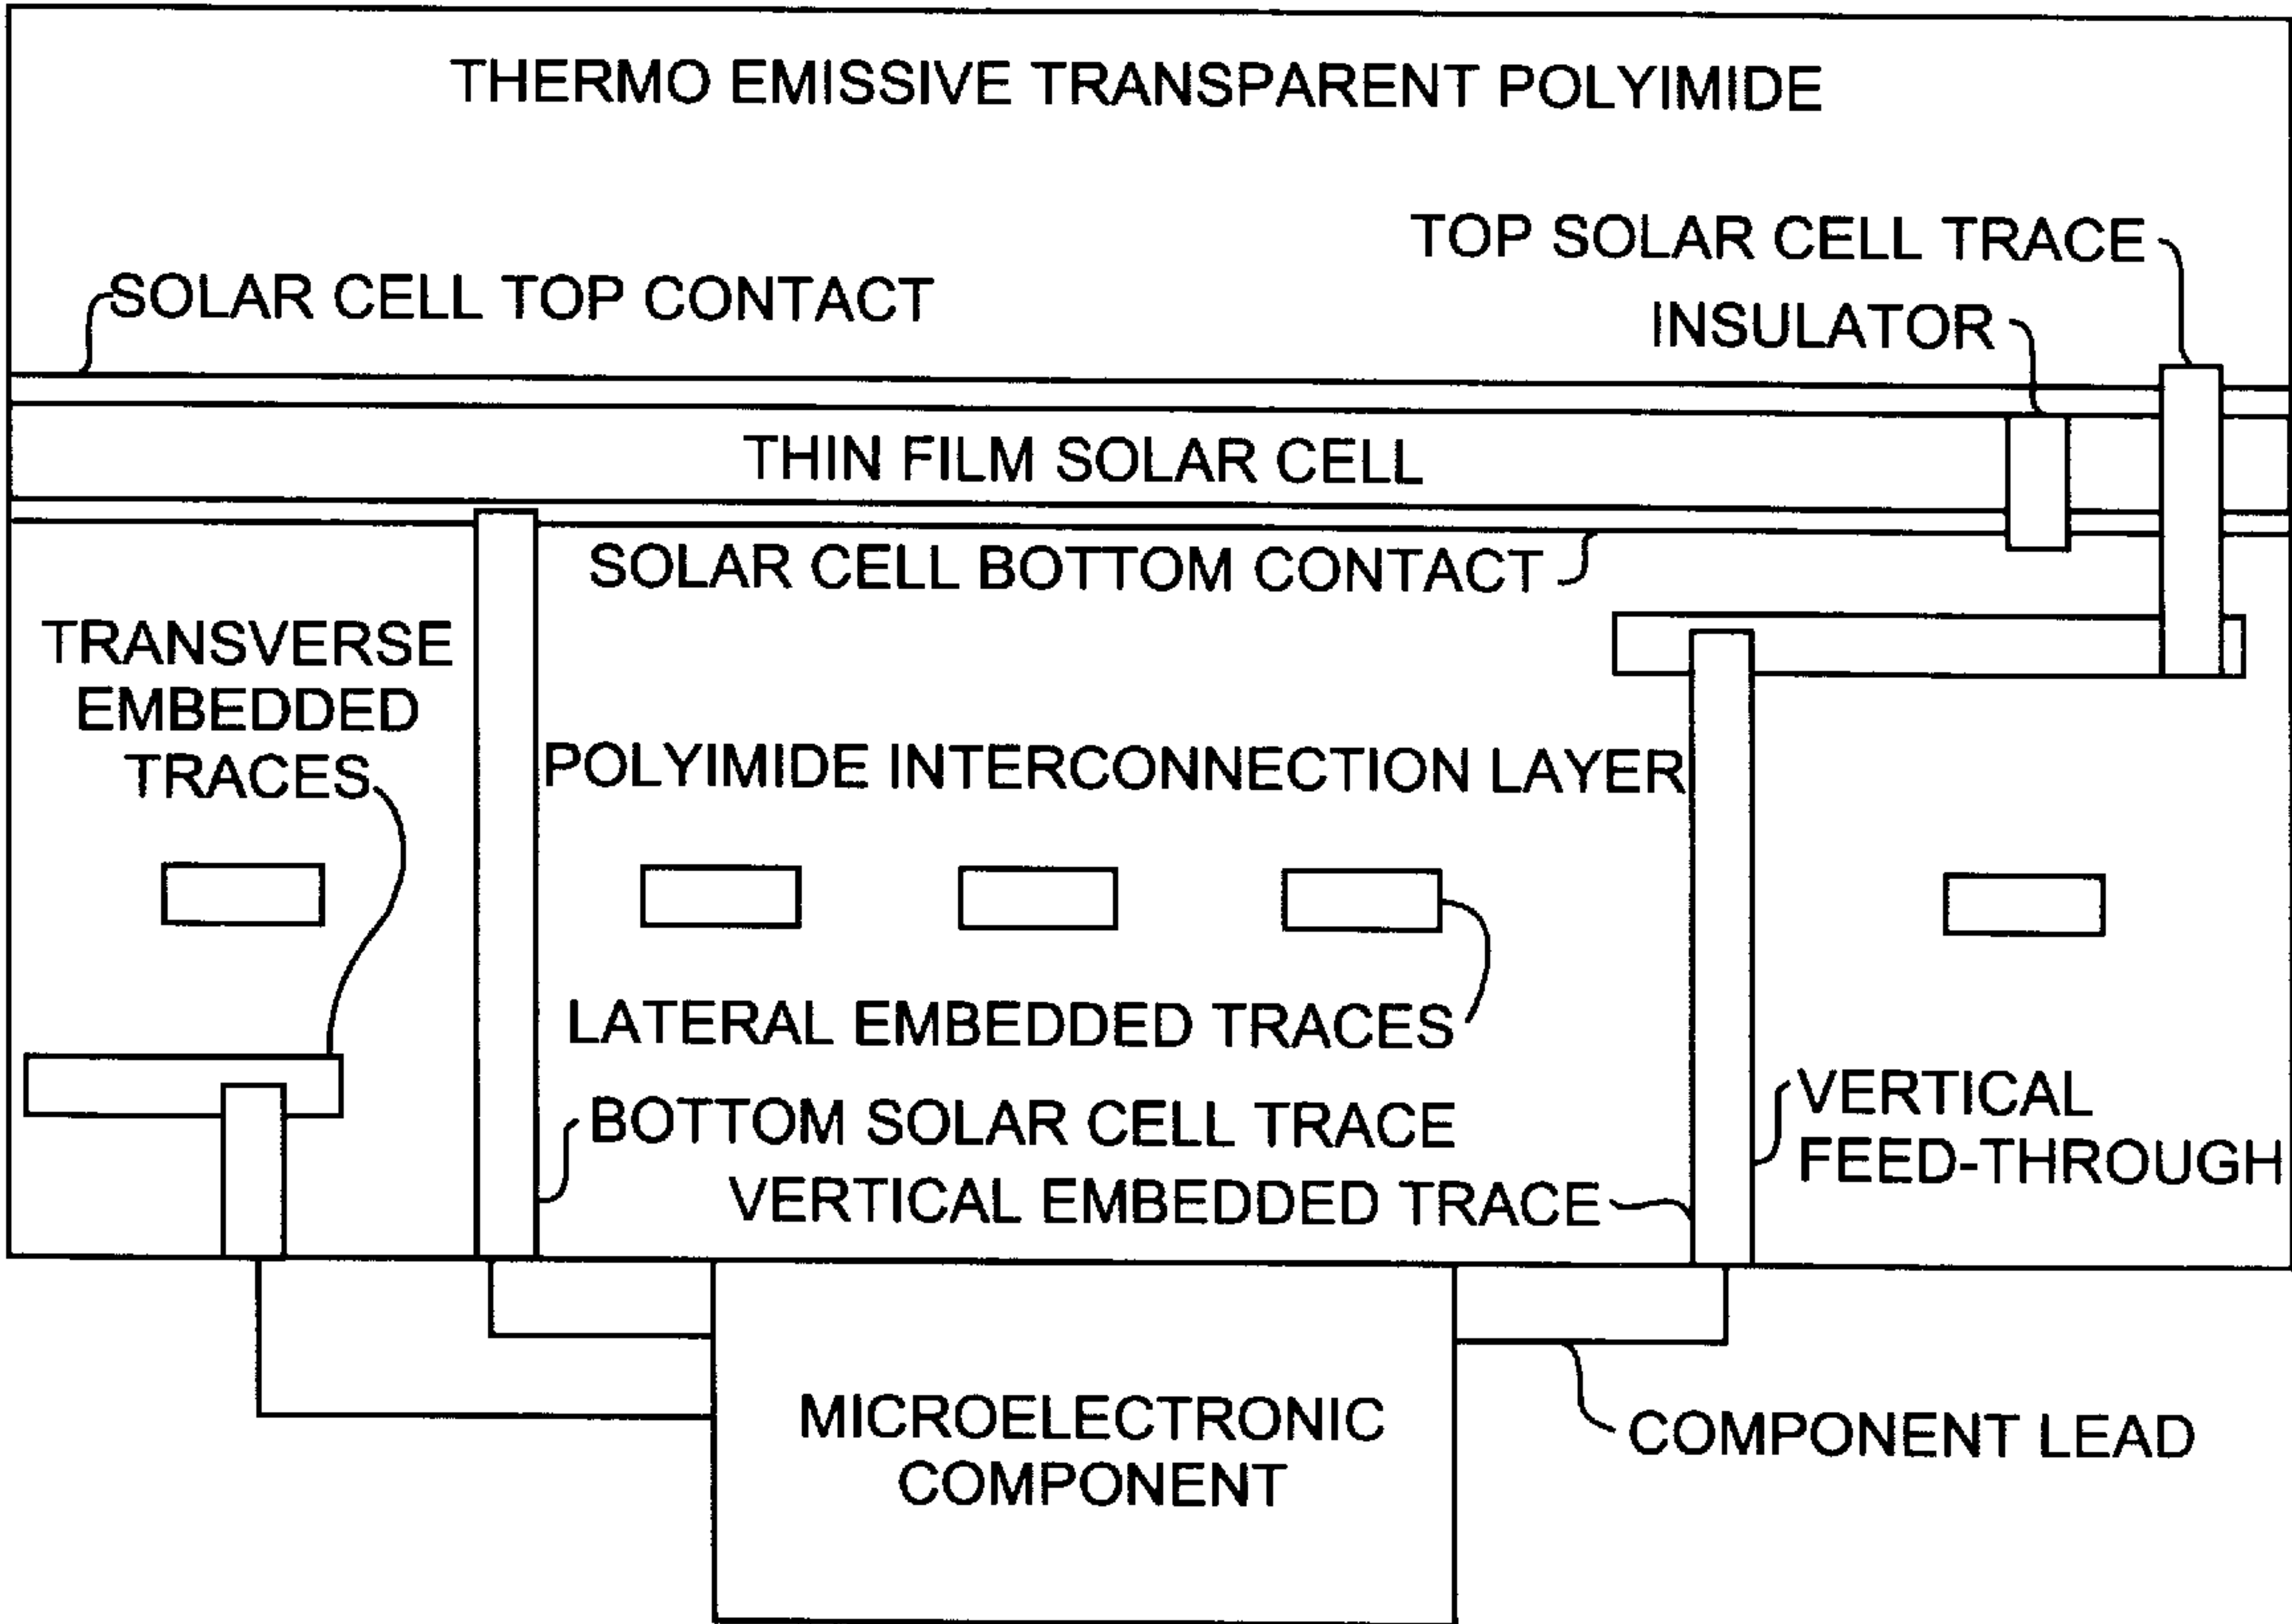 THERMO EMISSIVE TRANSPARENT POLYIMIDE
TOP SOLAR CELL TRACE
SOLAR CELL TOP CONTACT
INSULATOR
THIN FILM SOLAR CELL
SOLAR CELL BOTTOM CONTACT
TRANSVERSE
EMBEDDED
TRACES
POLYIMIDE INTERCONNECTION LAYER
LATERAL EMBEDDED TRACES
BOTTOM SOLAR CELL TRACE
VERTICAL EMBEDDED TRACE
VERTICAL
FEED-THROUGH
MICROELECTRONIC
COMPONENT
COMPONENT LEAD